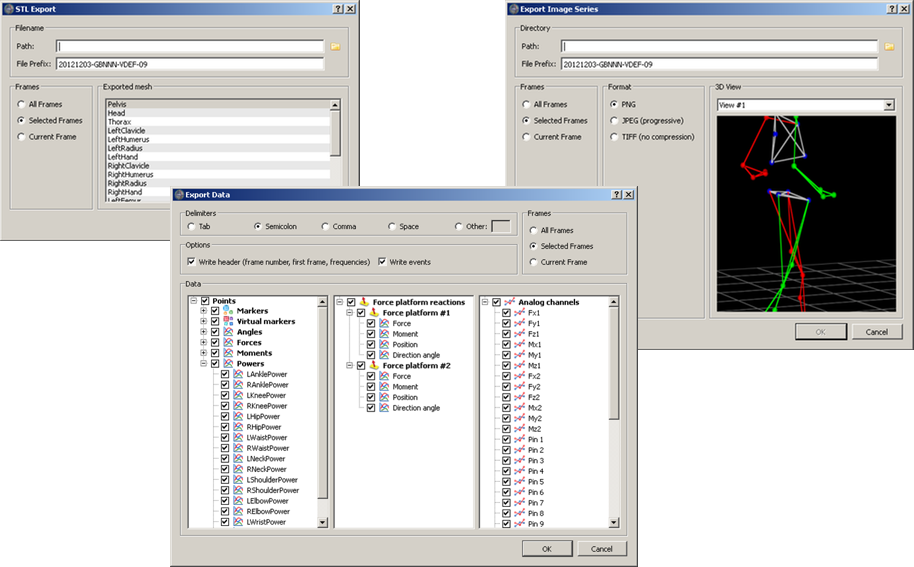 STL Export
Filename
Path:
File Prefix: 20121203-GBNNN-VDEF-09
Frames
All Frames
Selected Frames
Current Frame
Exported mesh
Pelvis
Head
Thorax
LeftClavicle
LeftHumerus
LeftRadius
LeftHand
RightClavicle
RightHumerus
RightRadius
RightHand
LeftFemur
Export Image Series
Directory
Path:
File Prefix: 20121203-GBNNN-VDEF-09
Frames
All Frames
Selected Frames
Current Frame
Format
PNG
JPEG (progressive)
TIFF (no compression)
3D View
View #1
OK Cancel
Export Data
Delimiters
Tab Semicolon Comma Space Other:
Options
Write header (frame number, first frame, frequencies) Write events
Frames
All Frames
Selected Frames
Current Frame
Data
Points
Markers
Virtual markers
Angles
Forces
Moments
Powers
LAnklePower
RAnklePower
LKneePower
RKneePower
LHipPower
RHipPower
LWaistPower
RWaistPower
LNeckPower
RNeckPower
LShoulderPower
RShoulderPower
LElbowPower
RElbowPower
LWristPower
Force platform reactions
Force platform #1
Force
Moment
Position
Direction angle
Force platform #2
Force
Moment
Position
Direction angle
Analog channels
Fx1
Fy1
Fz1
Mx1
My1
Mz1
Fx2
Fy2
Fz2
Mx2
My2
Mz2
Pin 1
Pin 2
Pin 3
Pin 4
Pin 5
Pin 6
Pin 7
Pin 8
Pin 9
OK Cancel